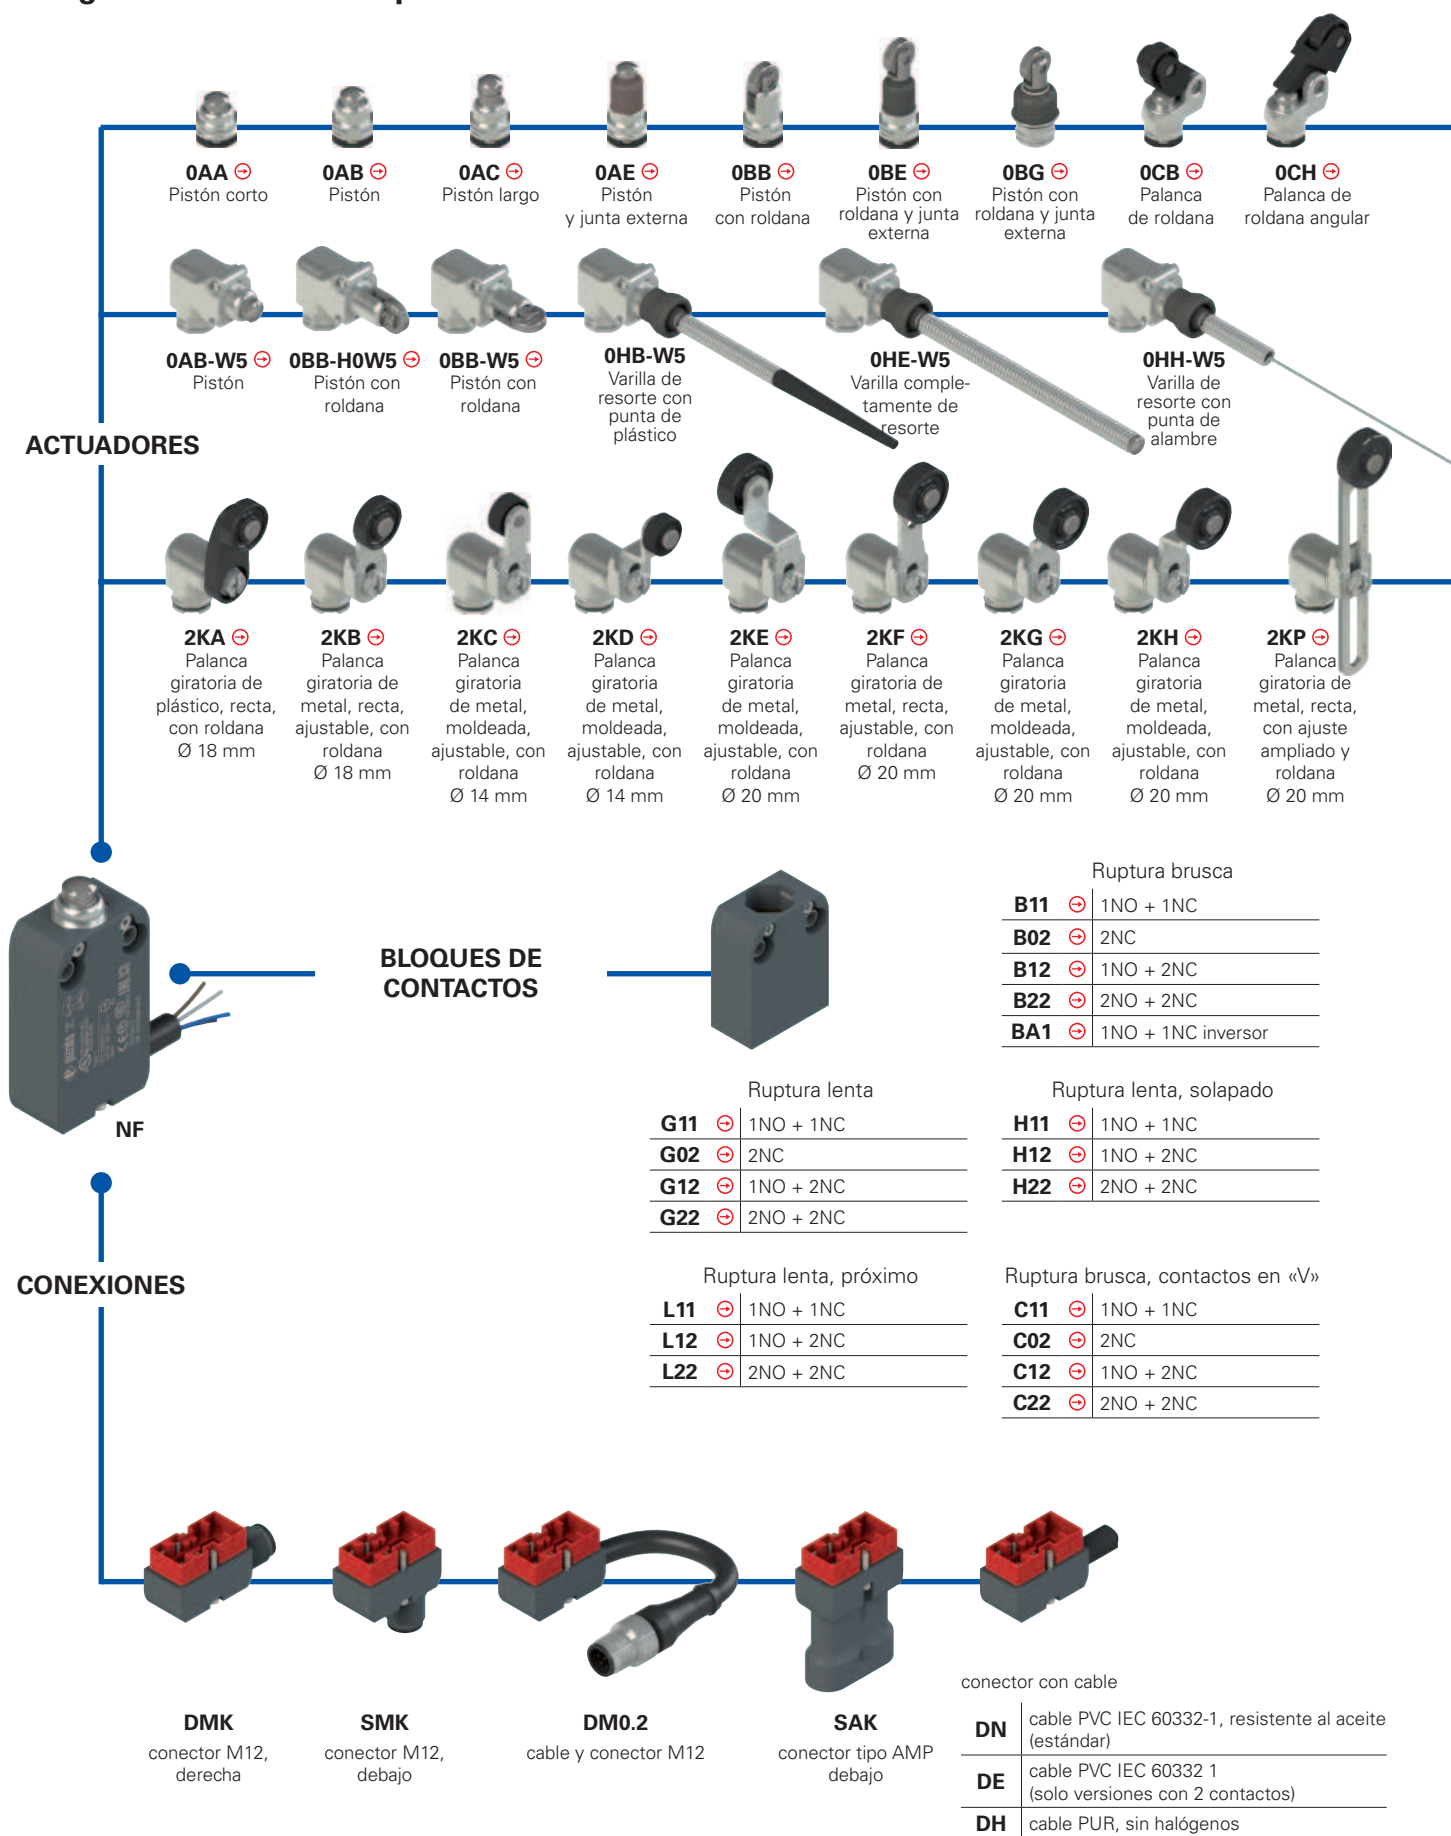 0AA
Pistón corto
0AB
Pistón
0AC
Pistón largo
0AE
Pistón
y junta externa
0BB
Pistón
con roldana
0BE
Pistón con
roldana y junta
externa
0BG
Pistón con
roldana y junta
externa
0CB
Palanca
de roldana
0CH
Palanca de
roldana angular
0AB-W5
Pistón
0BB-H0W5
Pistón con
roldana
0BB-W5
Pistón con
roldana
0HB-W5
Varilla de
resorte con
punta de
plástico
0HE-W5
Varilla comple-
tamente de
resorte
0HH-W5
Varilla de
resorte con
punta de
alambre
ACTUADORES
2KA
Palanca
giratoria de
plástico, recta,
con roldana
Ø 18 mm
2KB
Palanca
giratoria de
metal, recta,
ajustable, con
roldana
Ø 18 mm
2KC
Palanca
giratoria
de metal,
moldeada,
ajustable, con
roldana
Ø 14 mm
2KD
Palanca
giratoria
de metal,
moldeada,
ajustable, con
roldana
Ø 14 mm
2KE
Palanca
giratoria
de metal,
moldeada,
ajustable, con
roldana
Ø 20 mm
2KF
Palanca
giratoria de
metal, recta,
ajustable, con
roldana
Ø 20 mm
2KG
Palanca
giratoria
de metal,
moldeada,
ajustable, con
roldana
Ø 20 mm
2KH
Palanca
giratoria
de metal,
moldeada,
ajustable, con
roldana
Ø 20 mm
2KP
Palanca
giratoria de
metal, recta,
con ajuste
ampliado y
roldana
Ø 20 mm
NF
BLOQUES DE
CONTACTOS
Ruptura brusca
B11 1NO + 1NC
B02 2NC
B12 1NO + 2NC
B22 2NO + 2NC
BA1 1NO + 1NC inversor
Ruptura lenta
G11 1NO + 1NC
G02 2NC
G12 1NO + 2NC
G22 2NO + 2NC
Ruptura lenta, solapado
H11 1NO + 1NC
H12 1NO + 2NC
H22 2NO + 2NC
Ruptura lenta, próximo
L11 1NO + 1NC
L12 1NO + 2NC
L22 2NO + 2NC
Ruptura brusca, contactos en «V»
C11 1NO + 1NC
C02 2NC
C12 1NO + 2NC
C22 2NO + 2NC
CONEXIONES
DMK
conector M12,
derecha
SMK
conector M12,
debajo
DM0.2
cable y conector M12
SAK
conector tipo AMP
debajo
conector con cable
DN cable PVC IEC 60332-1, resistente al aceite
(estándar)
DE cable PVC IEC 60332 1
(solo versiones con 2 contactos)
DH cable PUR, sin halógenos